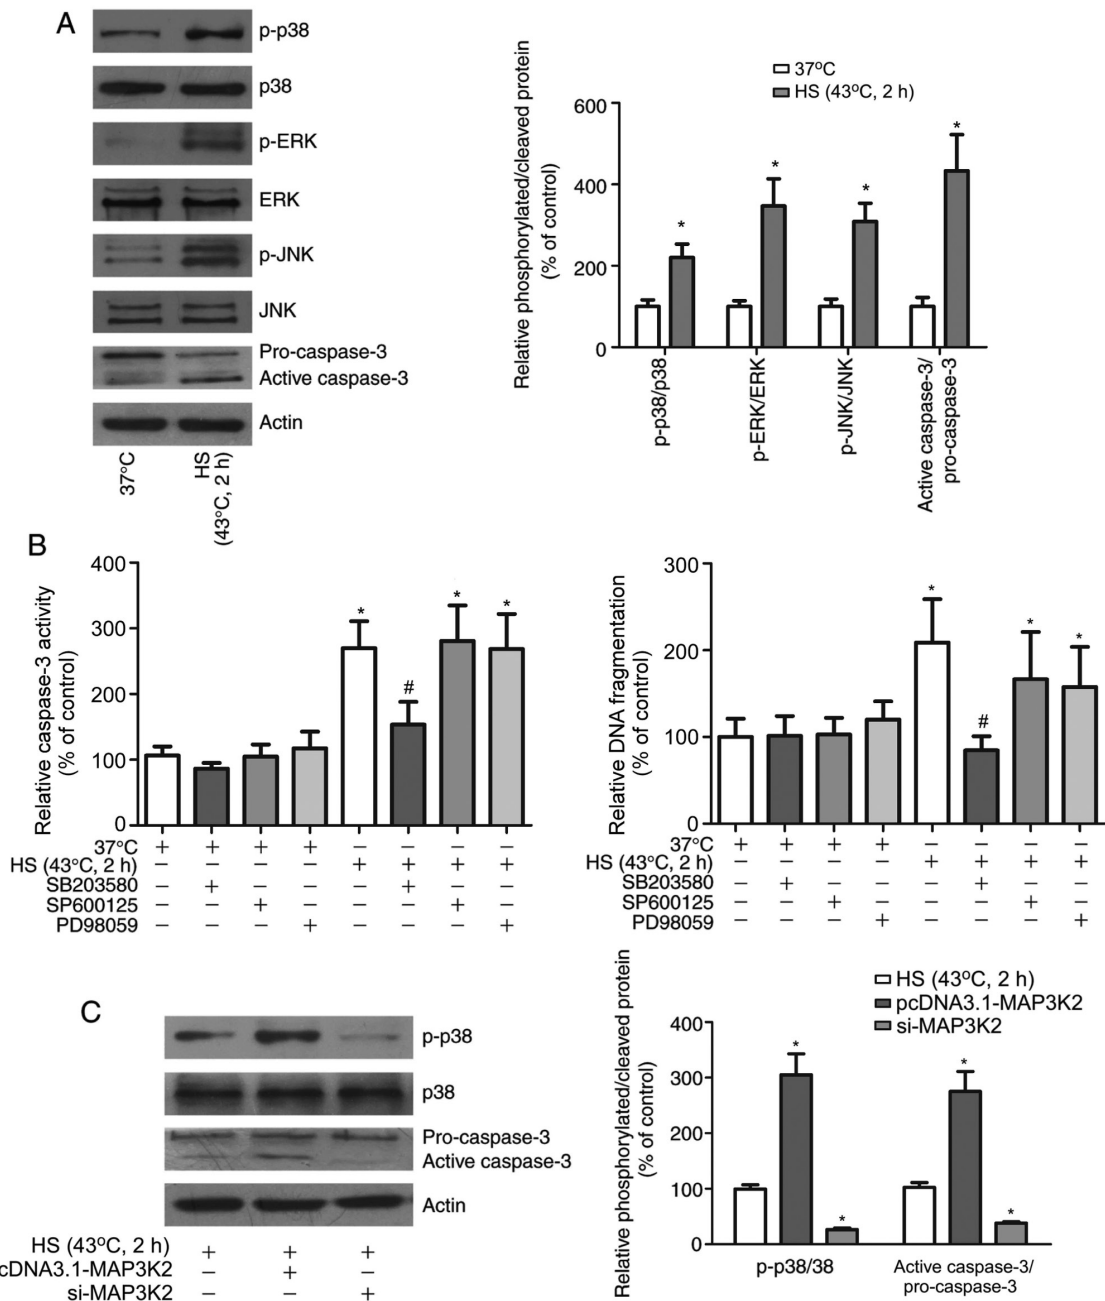 A
p-p38
p38
p-ERK
ERK
p-JNK
JNK
Pro-caspase-3
Active caspase-3
Actin
37°C
HS
(43°C, 2 h)
37°C
HS (43°C, 2 h)
Relative phosphorylated/cleaved protein
(% of control)
600
400
200
0
* * * *
p-p38/p38
p-ERK/ERK
p-JNK/JNK
Active caspase-3/
pro-caspase-3
B
Relative caspase-3 activity
(% of control)
400
300
200
100
0
* # * *
37°C + + + + – – – –
HS (43°C, 2 h) – – – – + + + +
SB203580 – + – – – + – –
SP600125 – – + – – – + –
PD98059 – – – + – – – +
Relative DNA fragmentation
(% of control)
300
200
100
0
* # * *
37°C + + + + – – – –
HS (43°C, 2 h) – – – – + + + +
SB203580 – + – – – + – –
SP600125 – – + – – – + –
PD98059 – – – + – – – +
C
p-p38
p38
Pro-caspase-3
Active caspase-3
Actin
HS (43°C, 2 h) + + +
cDNA3.1-MAP3K2 – + –
si-MAP3K2 – – +
HS (43°C, 2 h)
pcDNA3.1-MAP3K2
si-MAP3K2
Relative phosphorylated/cleaved protein
(% of control)
400
300
200
100
0
* * * *
p-p38/38
Active caspase-3/
pro-caspase-3